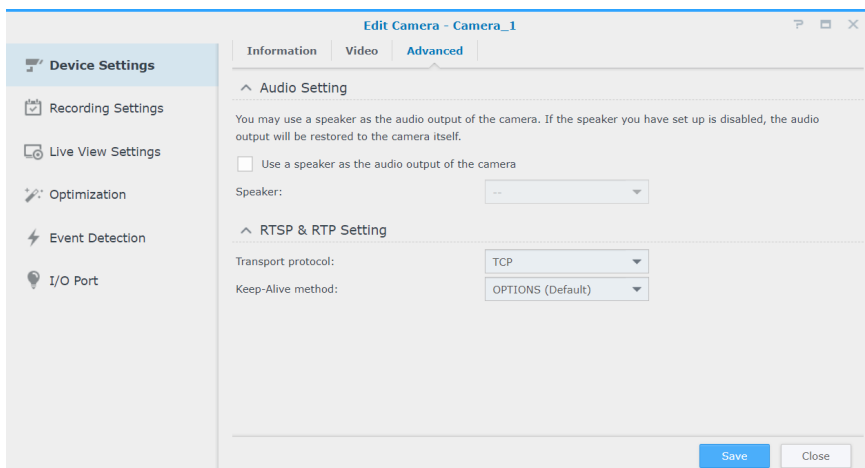 Edit Camera - Camera_1
Device Settings
Recording Settings
Live View Settings
Optimization
Event Detection
I/O Port
Information Video Advanced
Audio Setting
You may use a speaker as the audio output of the camera. If the speaker you have set up is disabled, the audio
output will be restored to the camera itself.
Use a speaker as the audio output of the camera
Speaker: --
RTSP & RTP Setting
Transport protocol: TCP
Keep-Alive method: OPTIONS (Default)
Save Close